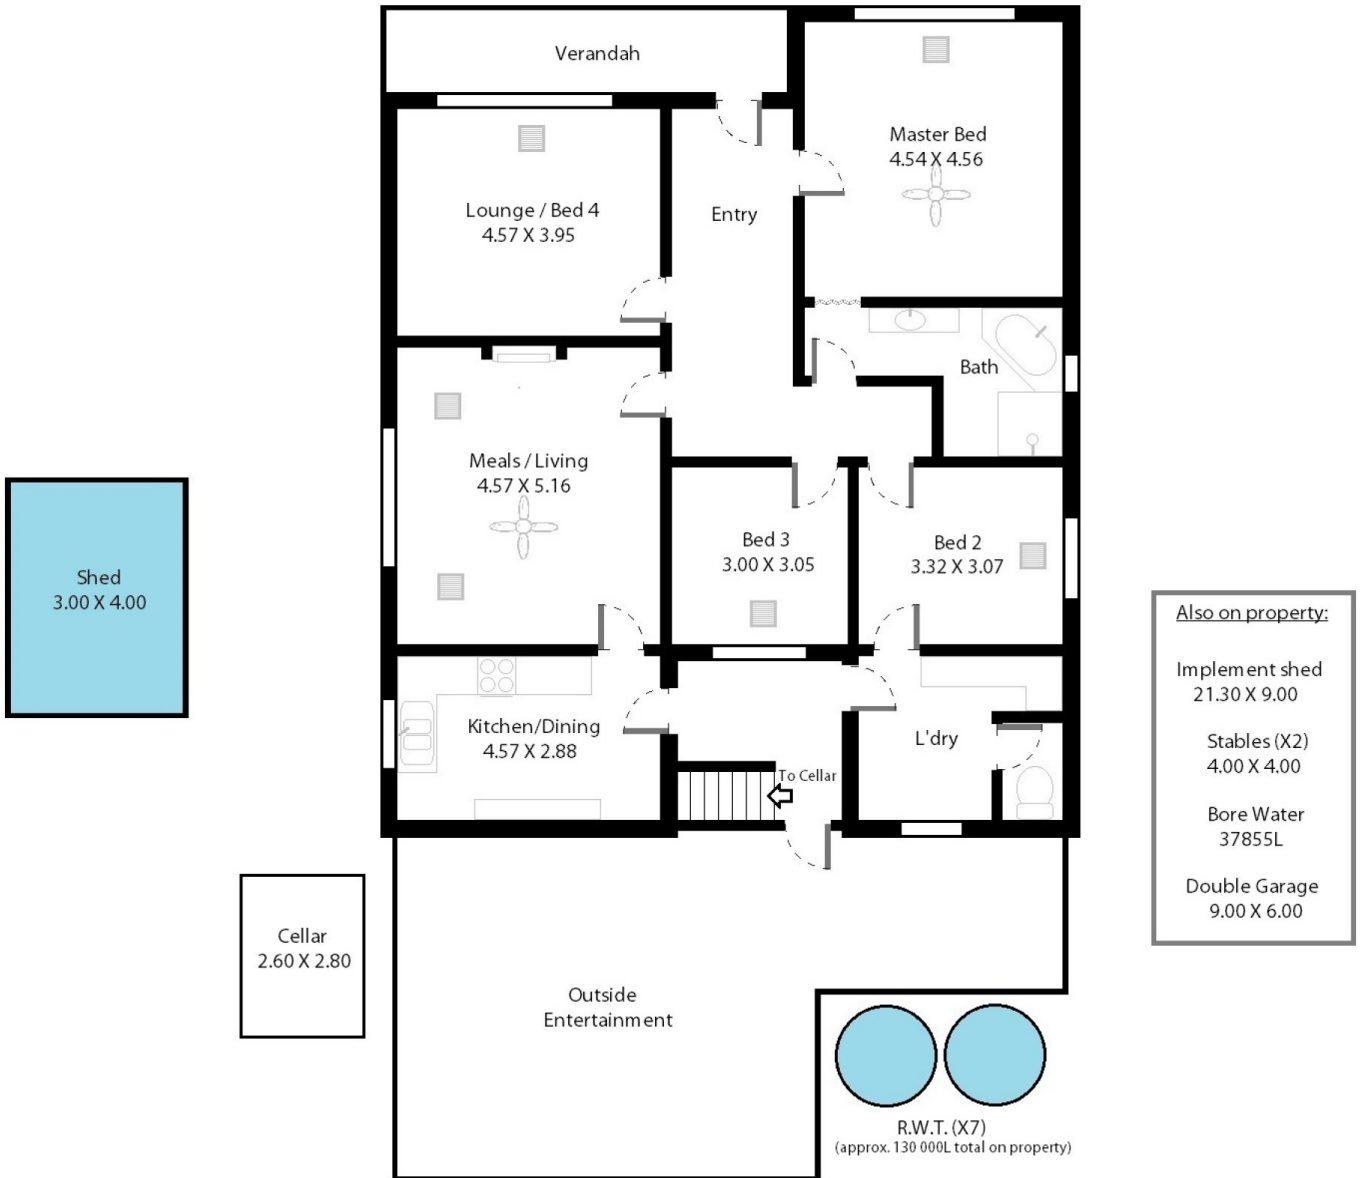 Verandah
Master Bed
4.54 X 4.56
Lounge / Bed 4
4.57 X 3.95
Entry
Bath
Meals / Living
4.57 X 5.16
Bed 3
3.00 X 3.05
Bed 2
3.32 X 3.07
Shed
3.00 X 4.00
Kitchen/Dining
4.57 X 2.88
L'dry
To Cellar
Also on property:
Implement shed
21.30 X 9.00
Stables (X2)
4.00 X 4.00
Bore Water
37855L
Double Garage
9.00 X 6.00
Cellar
2.60 X 2.80
Outside
Entertainment
R.W.T. (X7)
(approx. 130 000L total on property)